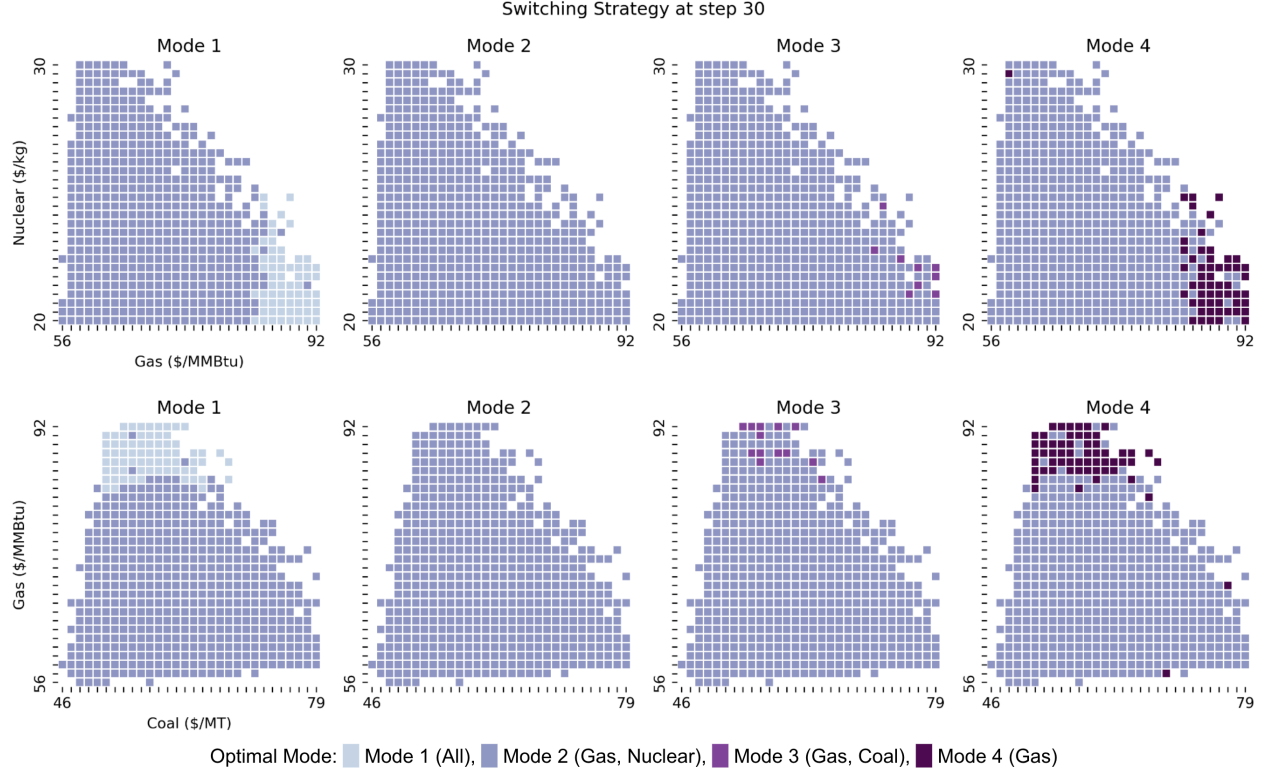 Switching Strategy at step 30
Mode 1
Mode 2
Mode 3
Mode 4
Nuclear ($/kg)
30
20
56
92
30
20
56
92
30
20
56
92
30
20
56
92
Gas ($/MMBtu)
Mode 1
Mode 2
Mode 3
Mode 4
Gas ($/MMBtu)
92
56
46
79
92
56
46
79
92
56
46
79
92
56
46
79
Coal ($/MT)
Optimal Mode: Mode 1 (All), Mode 2 (Gas, Nuclear), Mode 3 (Gas, Coal), Mode 4 (Gas)